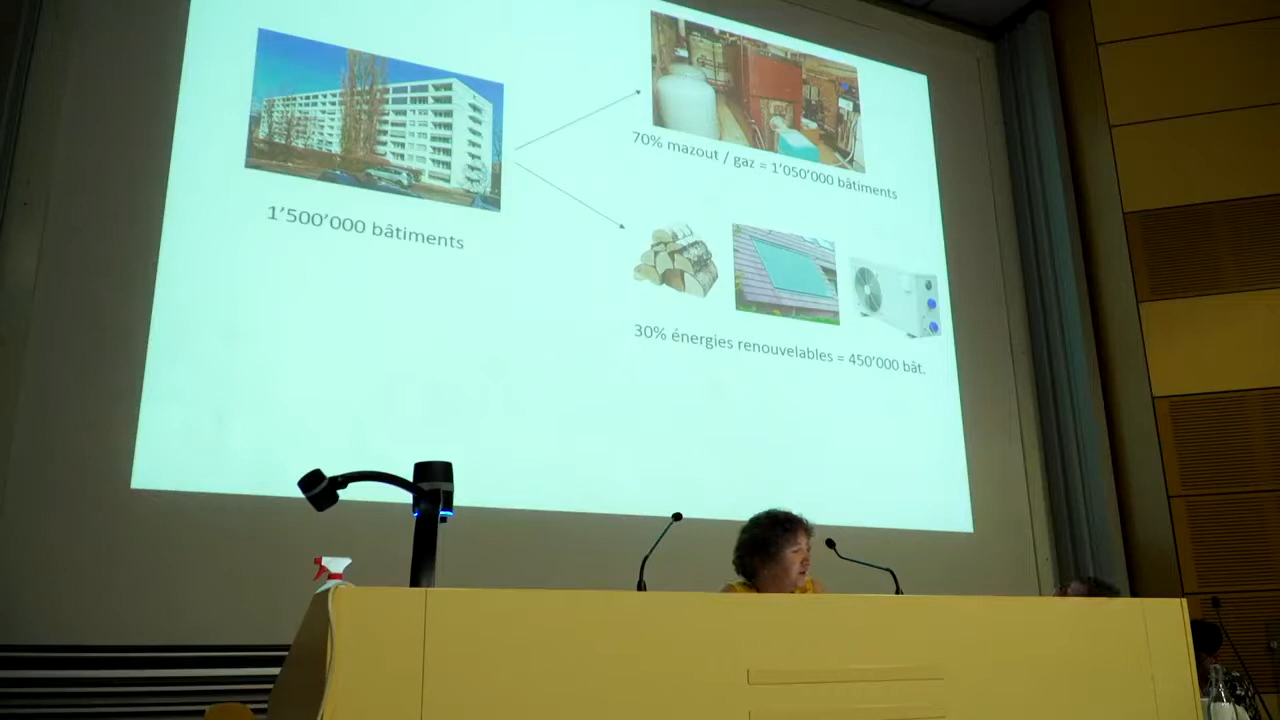 1'500'000 bâtiments
70% mazout / gaz = 1'050'000 bâtiments
30% énergies renouvelables = 450'000 bât.